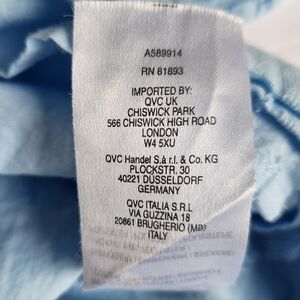 A589914
RN 81893
IMPORTED BY:
QVC UK
CHISWICK PARK
566 CHISWICK HIGH ROAD
LONDON
W4 5XU
QVC Handel S.à r.l. & Co. KG
PLOCKSTR. 30
40221 DÜSSELDORF
GERMANY
QVC ITALIA S.R.L
VIA GUZZINA 18
20861 BRUGHERIO (MB)
ITALY